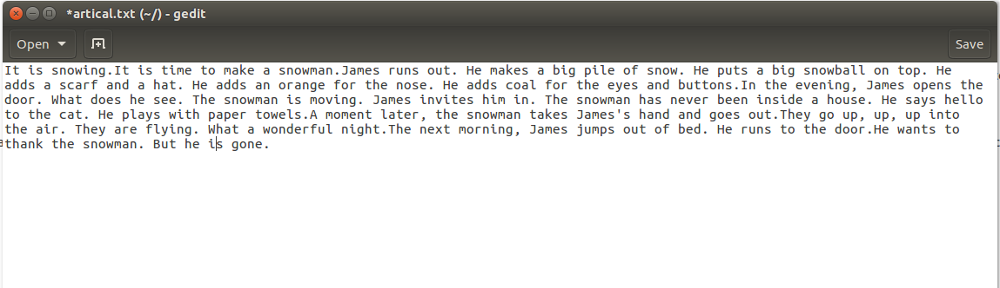 *artical.txt (~/) - gedit
Open
Save
It is snowing.It is time to make a snowman.James runs out. He makes a big pile of snow. He puts a big snowball on top. He
adds a scarf and a hat. He adds an orange for the nose. He adds coal for the eyes and buttons.In the evening, James opens the
door. What does he see. The snowman is moving. James invites him in. The snowman has never been inside a house. He says hello
to the cat. He plays with paper towels.A moment later, the snowman takes James's hand and goes out.They go up, up, up into
the air. They are flying. What a wonderful night.The next morning, James jumps out of bed. He runs to the door.He wants to
thank the snowman. But he is gone.